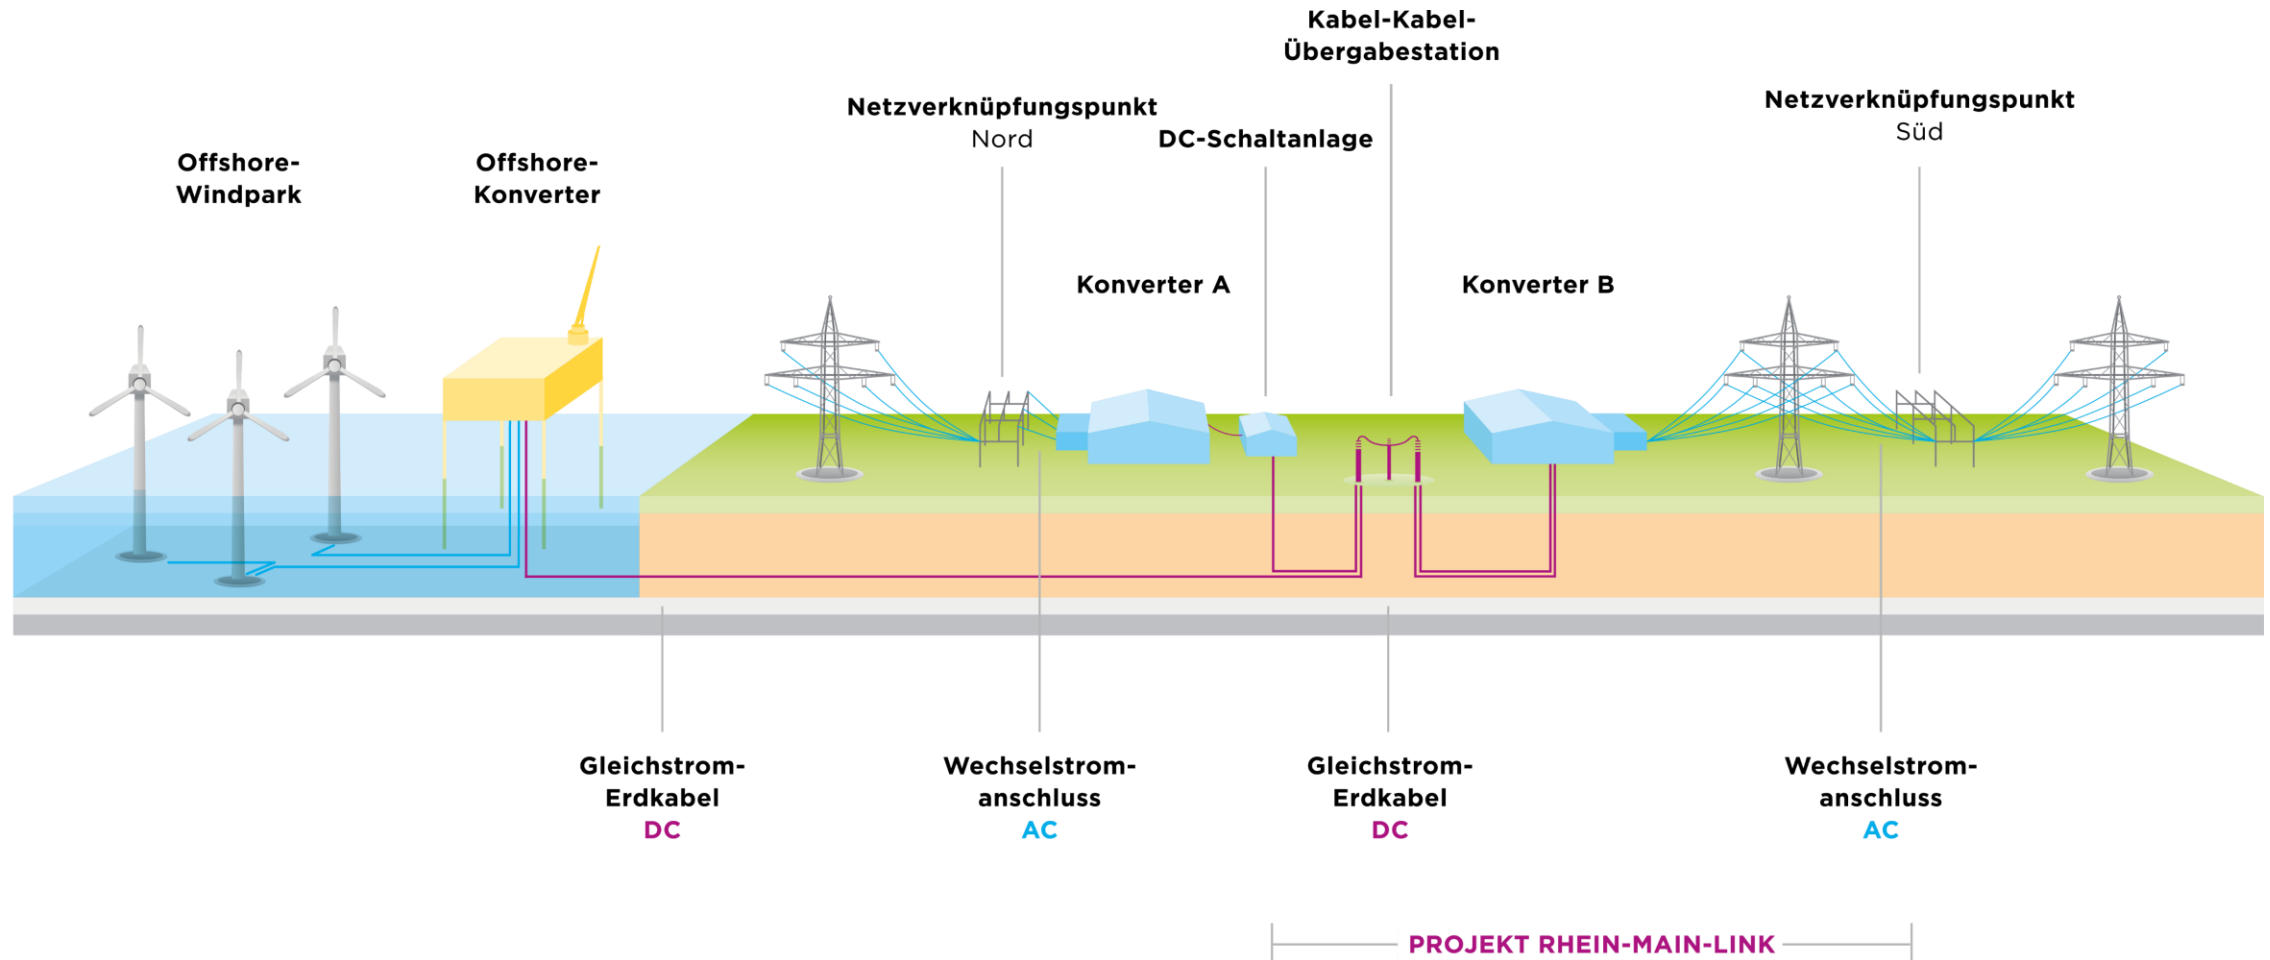 Kabel-Kabel-
Übergabestation
Netzverknüpfungspunkt
Nord
DC-Schaltanlage
Netzverknüpfungspunkt
Süd
Offshore-
Windpark
Offshore-
Konverter
Konverter A
Konverter B
Gleichstrom-
Erdkabel
DC
Wechselstrom-
anschluss
AC
Gleichstrom-
Erdkabel
DC
Wechselstrom-
anschluss
AC
PROJEKT RHEIN-MAIN-LINK